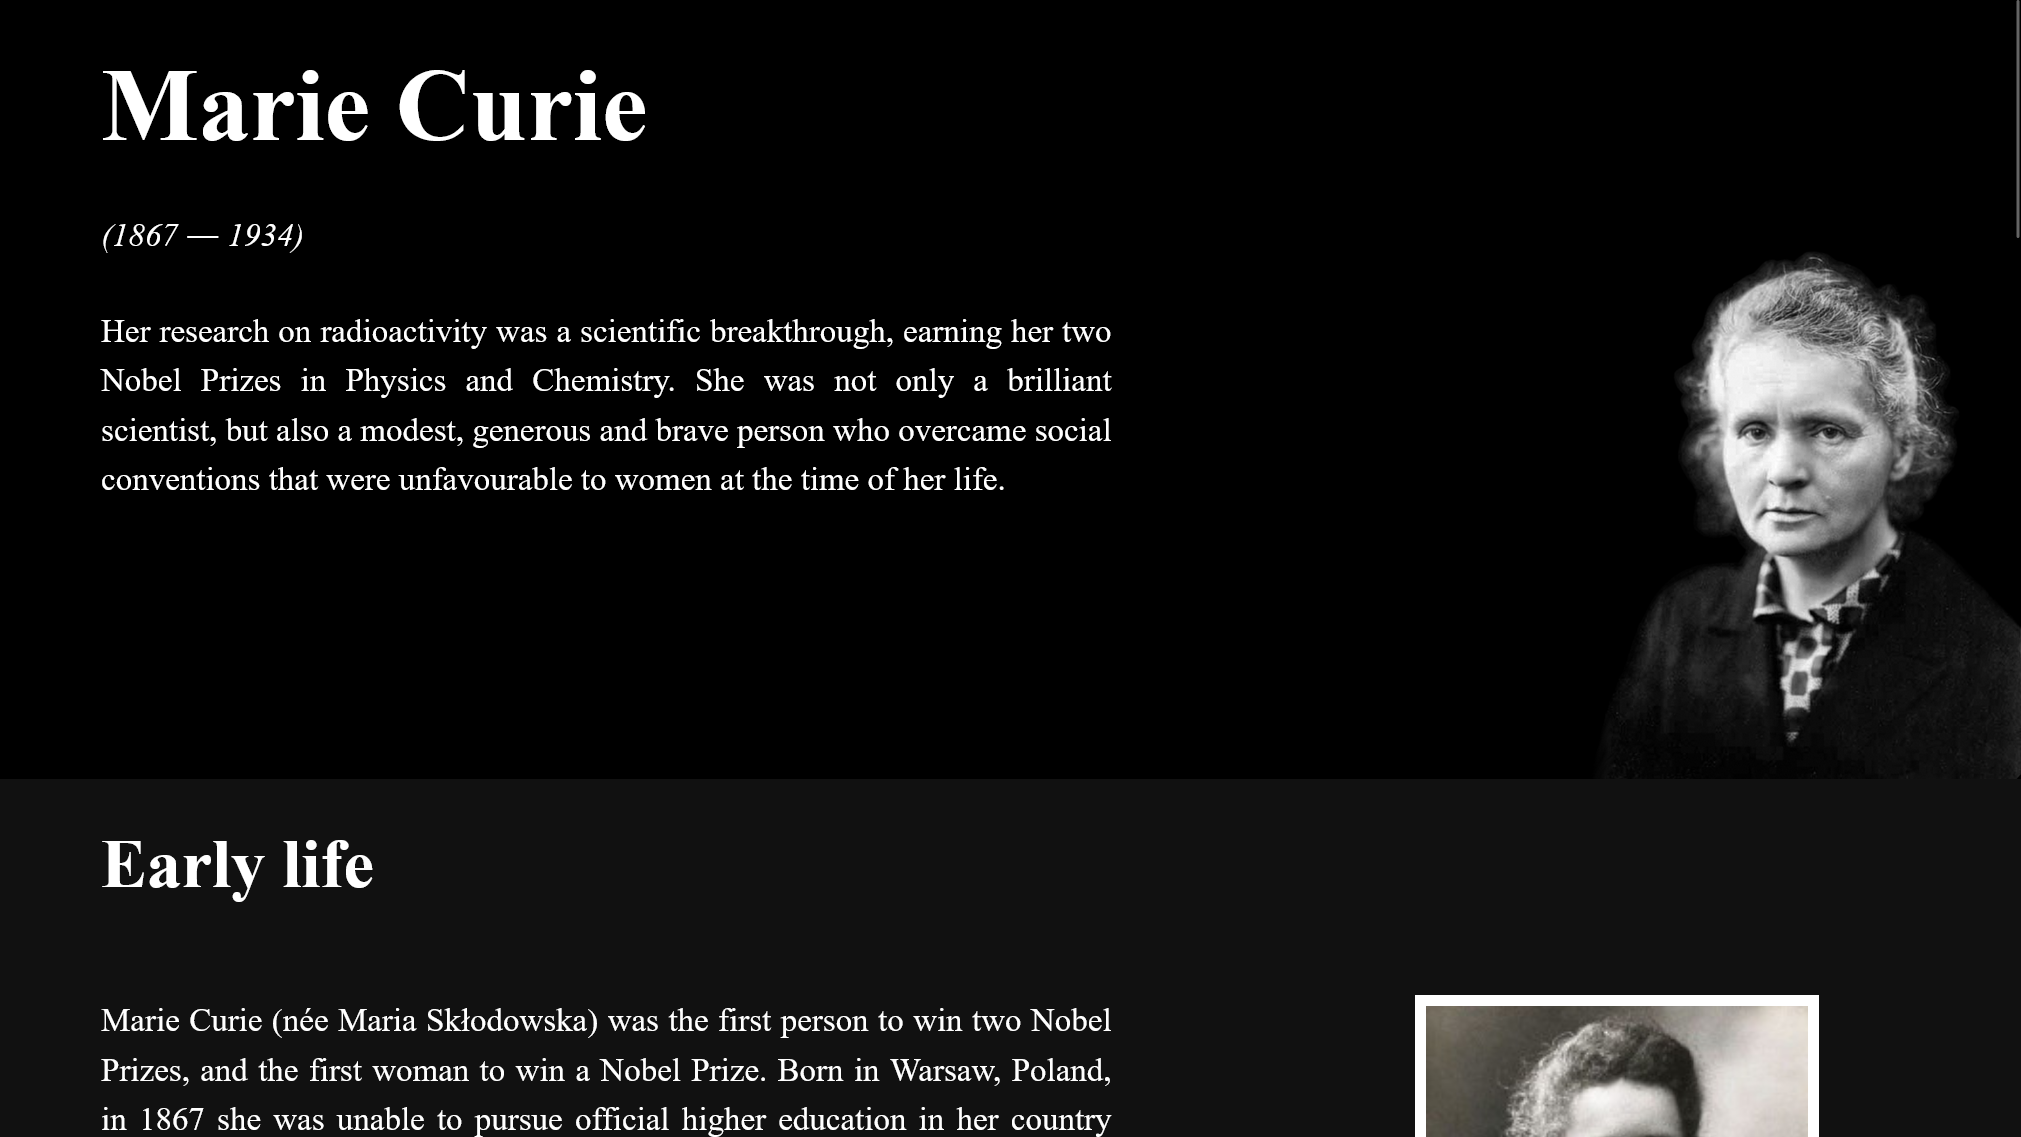 Marie Curie
(1867 — 1934)
Her research on radioactivity was a scientific breakthrough, earning her two
Nobel Prizes in Physics and Chemistry. She was not only a brilliant
scientist, but also a modest, generous and brave person who overcame social
conventions that were unfavourable to women at the time of her life.
Early life
Marie Curie (née Maria Skłodowska) was the first person to win two Nobel
Prizes, and the first woman to win a Nobel Prize. Born in Warsaw, Poland,
in 1867 she was unable to pursue official higher education in her country